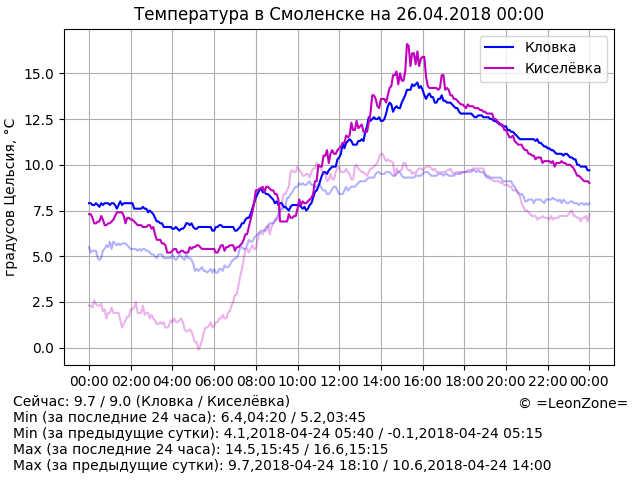 Температура в Смоленске на 26.04.2018 00:00
Кловка
Киселёвка
градусов Цельсия, °C
15.0
12.5
10.0
7.5
5.0
2.5
0.0
00:00 02:00 04:00 06:00 08:00 10:00 12:00 14:00 16:00 18:00 20:00 22:00 00:00
Сейчас: 9.7 / 9.0 (Кловка / Киселёвка)
© =LeonZone=
Min (за последние 24 часа): 6.4,04:20 / 5.2,03:45
Min (за предыдущие сутки): 4.1,2018-04-24 05:40 / -0.1,2018-04-24 05:15
Max (за последние 24 часа): 14.5,15:45 / 16.6,15:15
Max (за предыдущие сутки): 9.7,2018-04-24 18:10 / 10.6,2018-04-24 14:00